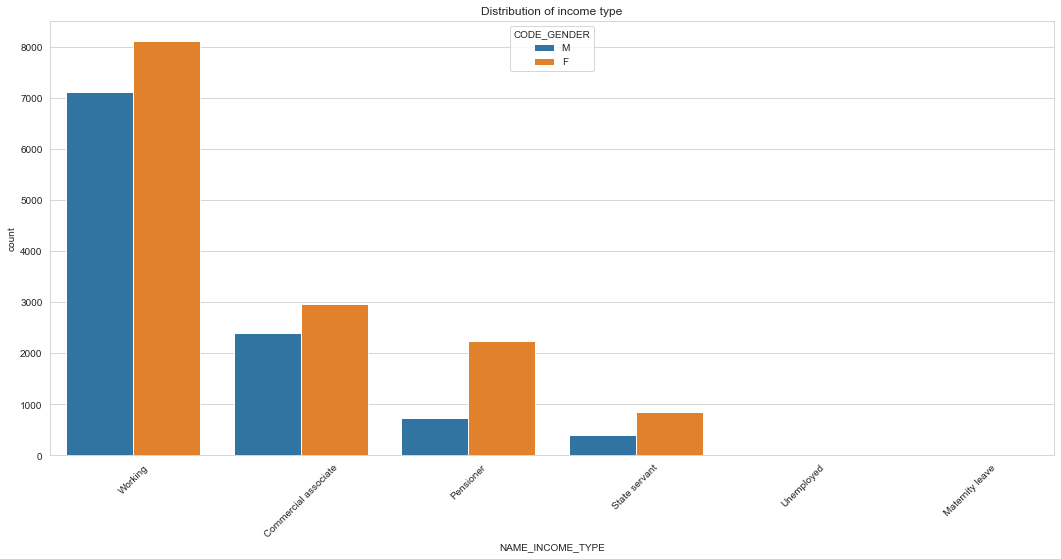 Distribution of income type
CODE_GENDER
M
F
8000
7000
6000
5000
4000
3000
2000
1000
0
count
Working
Commercial associate
Pensioner
State servant
Unemployed
Maternity leave
NAME_INCOME_TYPE